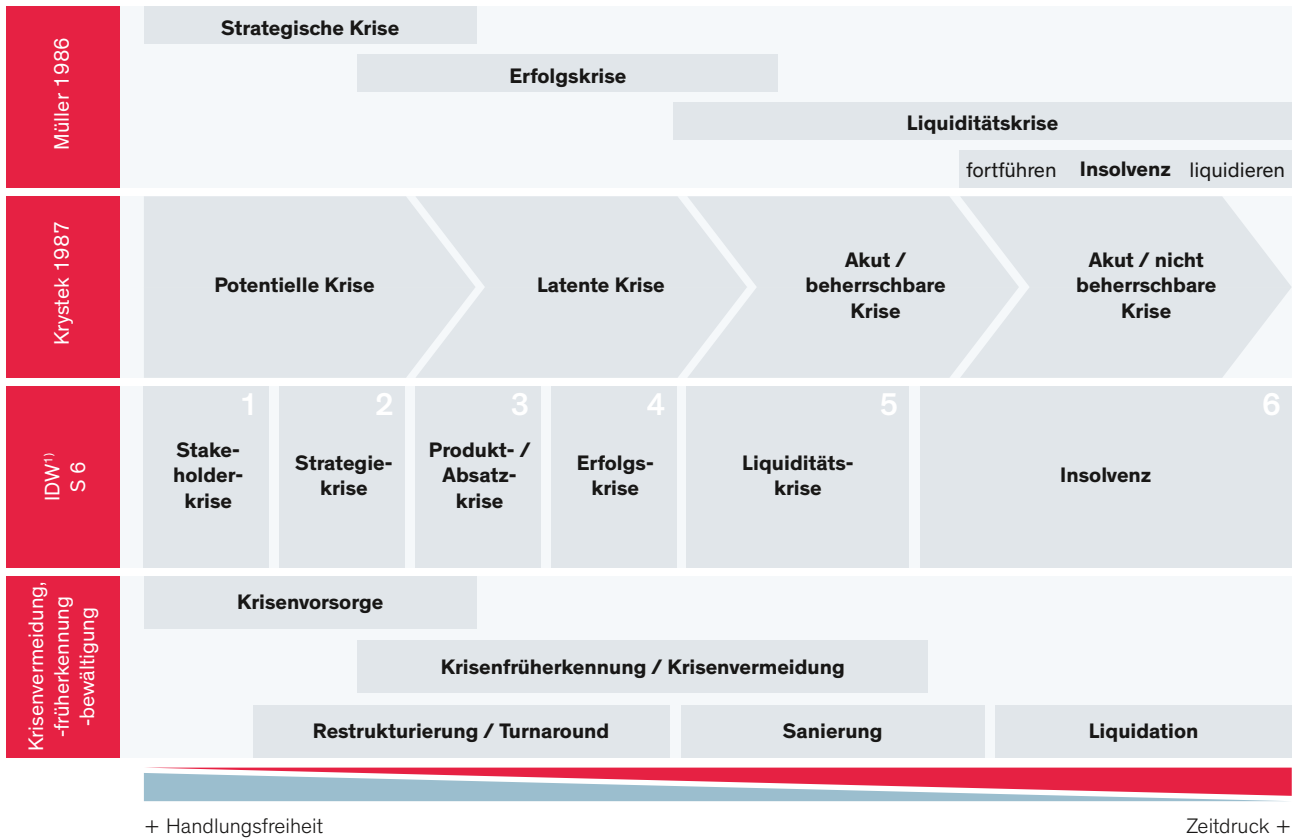 Müller 1986
Strategische Krise
Erfolgskrise
Liquiditätskrise
fortführen Insolvenz liquidieren
Krystek 1987
Potentielle Krise
Latente Krise
Akut /
beherrschbare
Krise
Akut / nicht
beherrschbare
Krise
IDW¹⁾
S 6
1
Stake-
holder-
krise
2
Strategie-
krise
3
Produkt- /
Absatz-
krise
4
Erfolgs-
krise
5
Liquiditäts-
krise
6
Insolvenz
Krisenvermeidung,
-früherkennung
-bewältigung
Krisenvorsorge
Krisenfrüherkennung / Krisenvermeidung
Restrukturierung / Turnaround
Sanierung
Liquidation
+ Handlungsfreiheit
Zeitdruck +